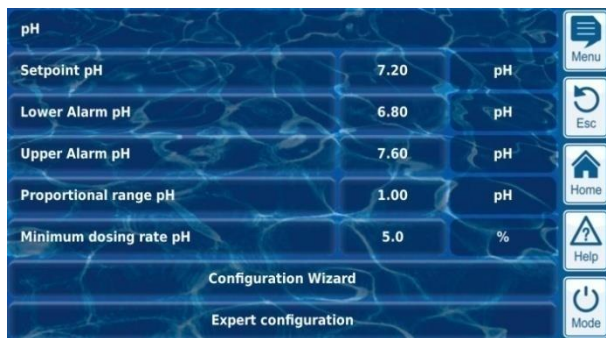 pH
Menu
Setpoint pH 7.20 pH
Lower Alarm pH 6.80 pH
Esc
Upper Alarm pH 7.60 pH
Proportional range pH 1.00 pH
Home
Minimum dosing rate pH 5.0 %
Help
Configuration Wizard
Expert configuration
Mode